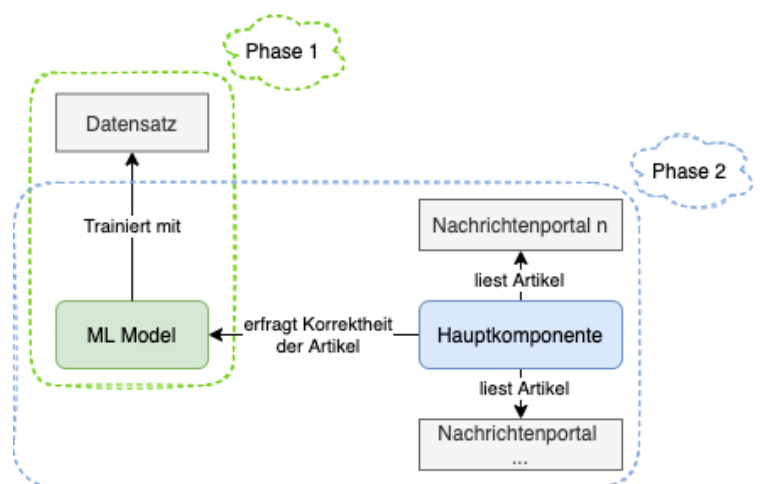 Phase 1
Datensatz
Phase 2
Trainiert mit
Nachrichtenportal n
liest Artikel
ML Model
erfragt Korrektheit
der Artikel
Hauptkomponente
liest Artikel
Nachrichtenportal
...